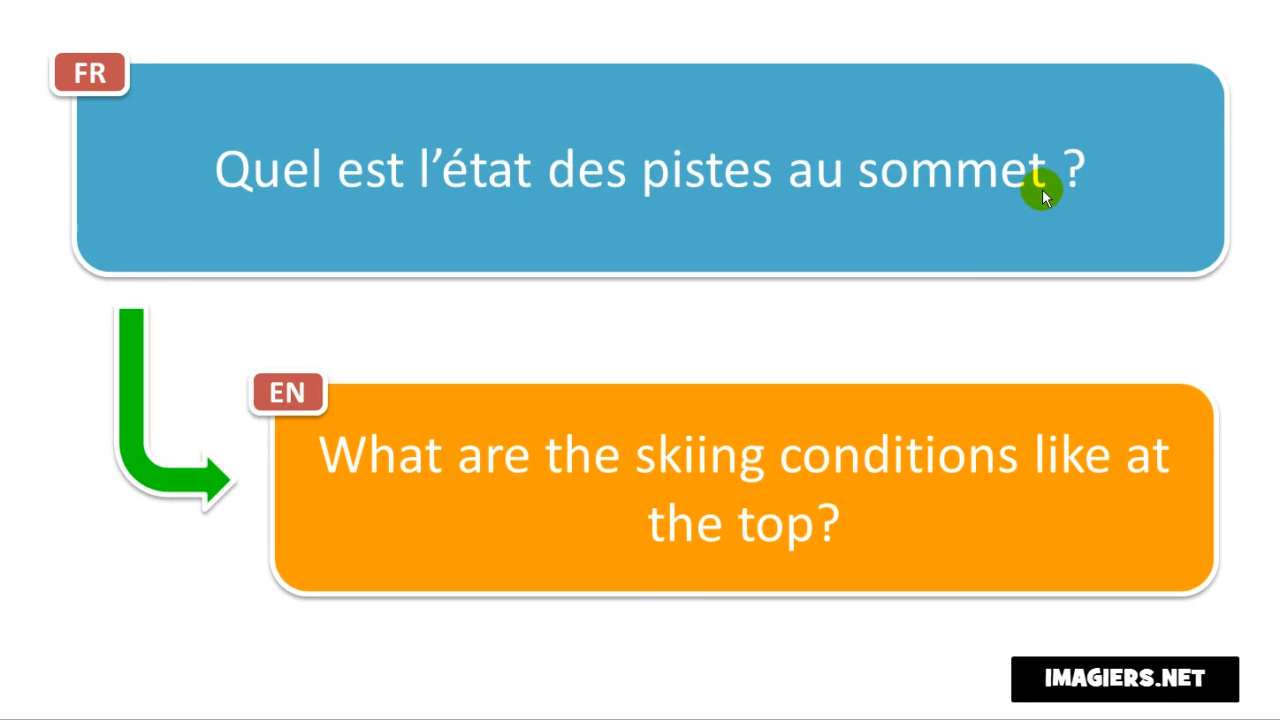 FR
Quel est l’état des pistes au sommet ?
EN
What are the skiing conditions like at
the top?
IMAGIERS.NET